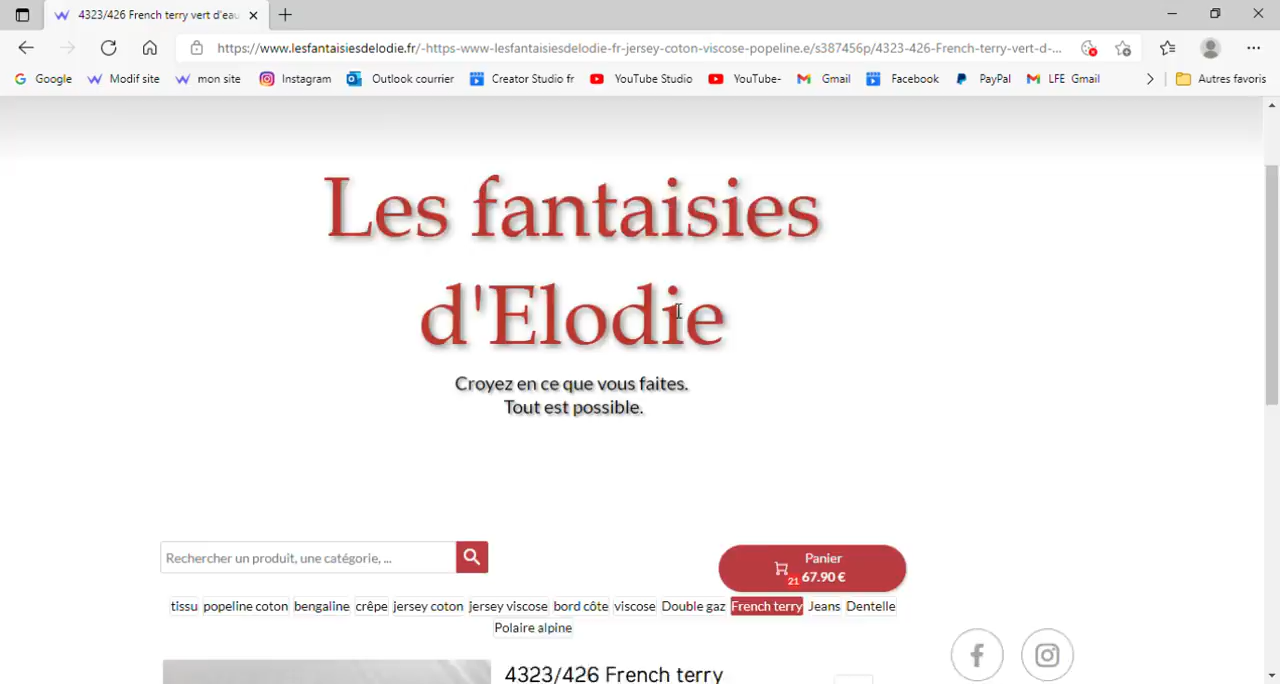 4323/426 French terry vert d'eau
https://www.lesfantaisiesdelodie.fr/-https-www-lesfantaisiesdelodie-fr-jersey-coton-viscose-popeline.e/s387456p/4323-426-French-terry-vert-d-...
Google Modif site mon site Instagram Outlook courrier Creator Studio fr YouTube Studio YouTube- Gmail Facebook PayPal LFE Gmail Autres favoris
Les fantaisies
d'Elodie
Croyez en ce que vous faites.
Tout est possible.
Rechercher un produit, une catégorie, ...
Panier
21 67.90 €
tissu popeline coton bengaline crêpe jersey coton jersey viscose bord côte viscose Double gaz French terry Jeans Dentelle
Polaire alpine
4323/426 French terry